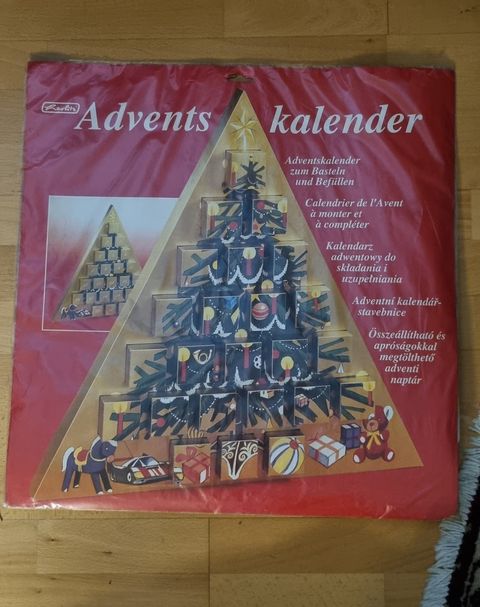 Herlitz
Advents kalender
Adventskalender
zum Basteln
und Befüllen
Calendrier de l'Avent
à monter et
à compléter
Kalendarz
adwentowy do
składania i
uzupełniania
Adventní kalendář-
stavebnice
Összeállítható és
apróságokkal
megtölthető
adventi
naptár